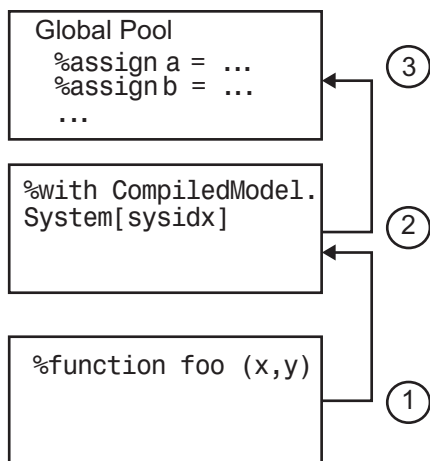 Global Pool
%assign a = ...
%assign b = ...
...
3
%with CompiledModel.
System[sysidx]
2
%function foo (x,y)
1